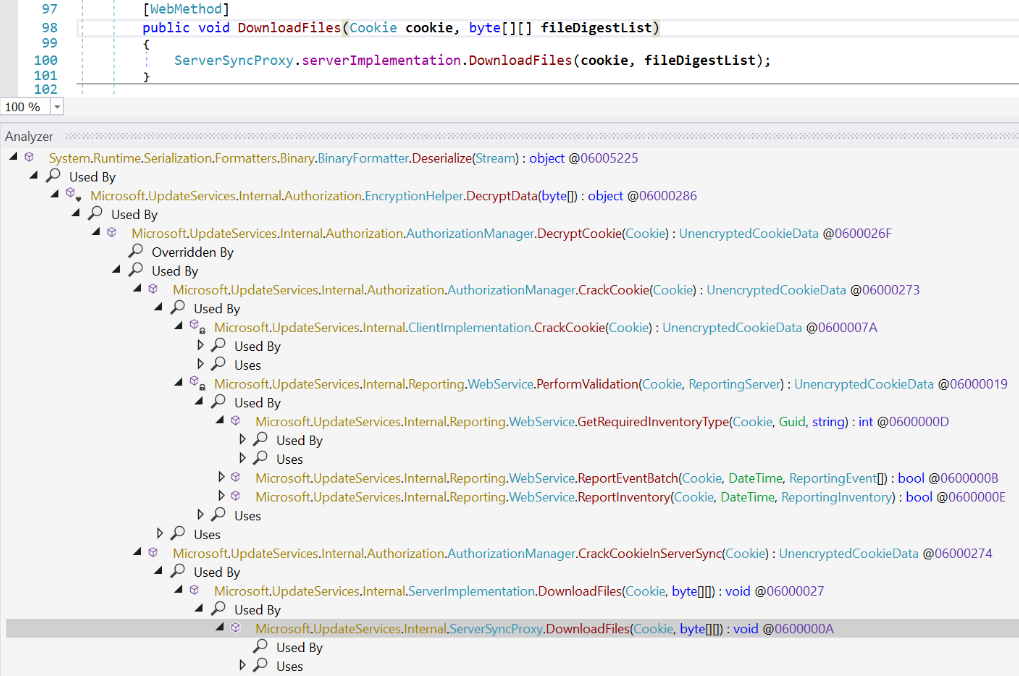 97 [WebMethod]
98 public void DownloadFiles(Cookie cookie, byte[][] fileDigestList)
99 {
100 ServerSyncProxy.serverImplementation.DownloadFiles(cookie, fileDigestList);
101 }
102
100 %
Analyzer
System.Runtime.Serialization.Formatters.Binary.BinaryFormatter.Deserialize(Stream) : object @06005225
Used By
Microsoft.UpdateServices.Internal.Authorization.EncryptionHelper.DecryptData(byte[]) : object @06000286
Used By
Microsoft.UpdateServices.Internal.Authorization.AuthorizationManager.DecryptCookie(Cookie) : UnencryptedCookieData @0600026F
Overridden By
Used By
Microsoft.UpdateServices.Internal.Authorization.AuthorizationManager.CrackCookie(Cookie) : UnencryptedCookieData @06000273
Used By
Microsoft.UpdateServices.Internal.ClientImplementation.CrackCookie(Cookie) : UnencryptedCookieData @0600007A
Used By
Uses
Microsoft.UpdateServices.Internal.Reporting.WebService.PerformValidation(Cookie, ReportingServer) : UnencryptedCookieData @06000019
Used By
Microsoft.UpdateServices.Internal.Reporting.WebService.GetRequiredInventoryType(Cookie, Guid, string) : int @0600000D
Used By
Uses
Microsoft.UpdateServices.Internal.Reporting.WebService.ReportEventBatch(Cookie, DateTime, ReportingEvent[]) : bool @0600000B
Microsoft.UpdateServices.Internal.Reporting.WebService.ReportInventory(Cookie, DateTime, ReportingInventory) : bool @0600000E
Uses
Uses
Microsoft.UpdateServices.Internal.Authorization.AuthorizationManager.CrackCookieInServerSync(Cookie) : UnencryptedCookieData @06000274
Used By
Microsoft.UpdateServices.Internal.ServerImplementation.DownloadFiles(Cookie, byte[][]) : void @06000027
Used By
Microsoft.UpdateServices.Internal.ServerSyncProxy.DownloadFiles(Cookie, byte[][]) : void @0600000A
Used By
Uses